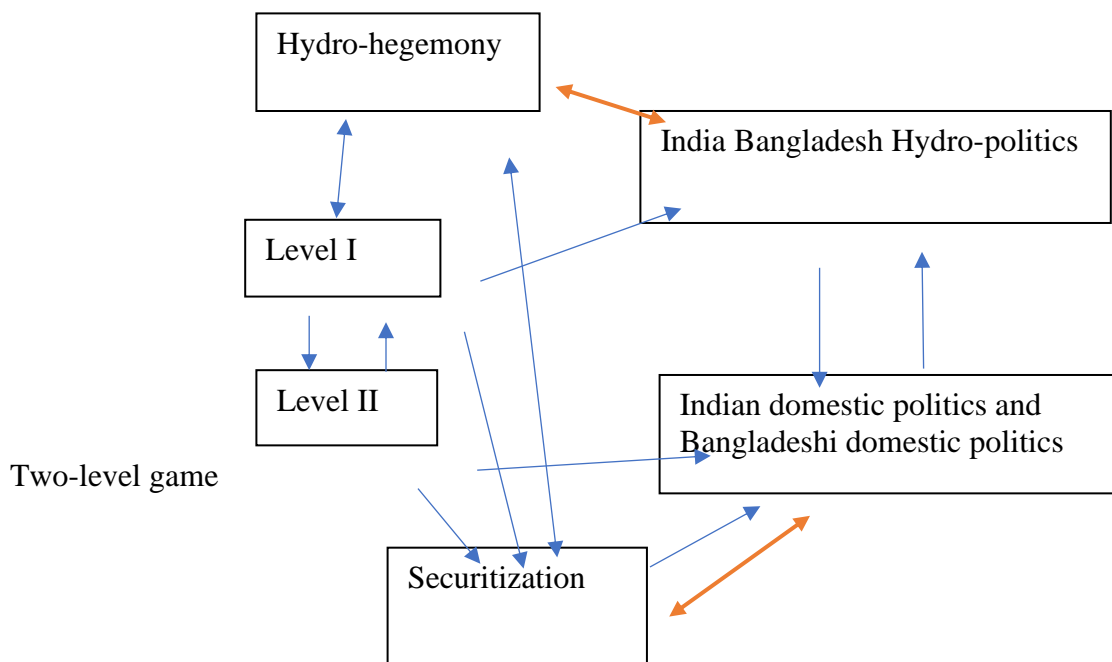 Hydro-hegemony
India Bangladesh Hydro-politics
Level I
Level II
Indian domestic politics and
Bangladeshi domestic politics
Two-level game
Securitization